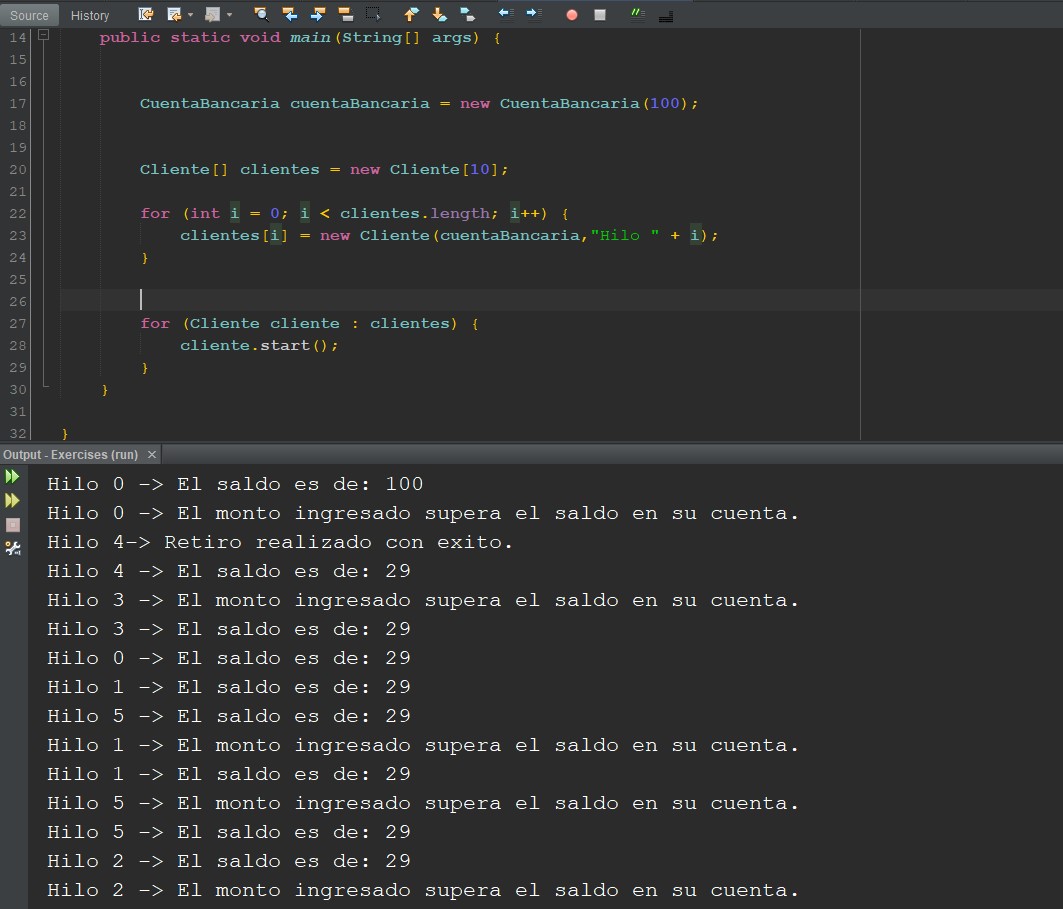 Source History
14 public static void main(String[] args) {
15
16
17 CuentaBancaria cuentaBancaria = new CuentaBancaria(100);
18
19
20 Cliente[] clientes = new Cliente[10];
21
22 for (int i = 0; i < clientes.length; i++) {
23 clientes[i] = new Cliente(cuentaBancaria,"Hilo " + i);
24 }
25
26
27 for (Cliente cliente : clientes) {
28 cliente.start();
29 }
30 }
31
32 }
Output - Exercises (run) ×
Hilo 0 -> El saldo es de: 100
Hilo 0 -> El monto ingresado supera el saldo en su cuenta.
Hilo 4-> Retiro realizado con exito.
Hilo 4 -> El saldo es de: 29
Hilo 3 -> El monto ingresado supera el saldo en su cuenta.
Hilo 3 -> El saldo es de: 29
Hilo 0 -> El saldo es de: 29
Hilo 1 -> El saldo es de: 29
Hilo 5 -> El saldo es de: 29
Hilo 1 -> El monto ingresado supera el saldo en su cuenta.
Hilo 1 -> El saldo es de: 29
Hilo 5 -> El monto ingresado supera el saldo en su cuenta.
Hilo 5 -> El saldo es de: 29
Hilo 2 -> El saldo es de: 29
Hilo 2 -> El monto ingresado supera el saldo en su cuenta.